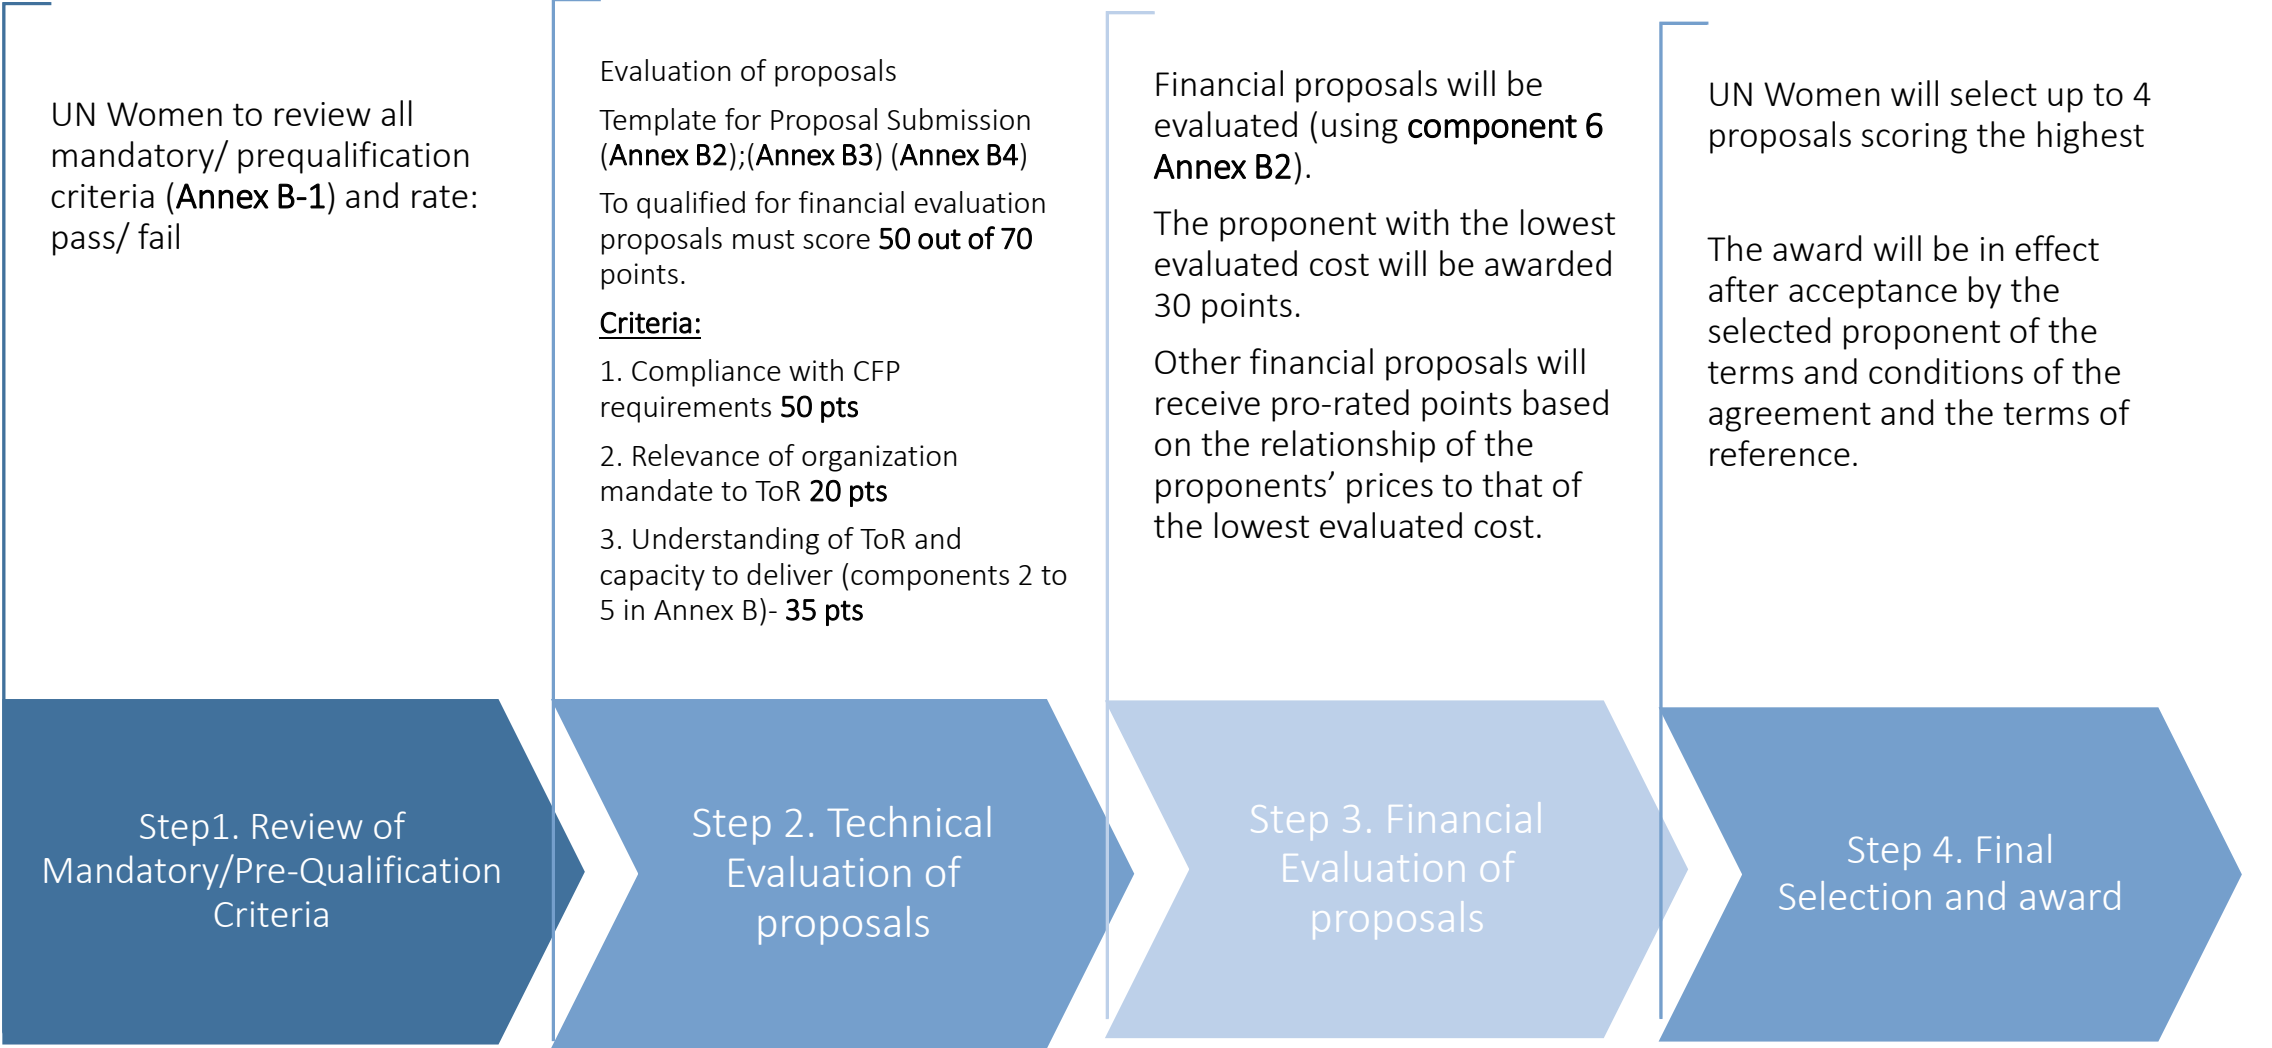 UN Women to review all
mandatory/ prequalification
criteria (Annex B-1) and rate:
pass/ fail
Step1. Review of
Mandatory/Pre-Qualification
Criteria
Evaluation of proposals
Template for Proposal Submission
(Annex B2);(Annex B3) (Annex B4)
To qualified for financial evaluation
proposals must score 50 out of 70
points.
Criteria:
1. Compliance with CFP
requirements 50 pts
2. Relevance of organization
mandate to ToR 20 pts
3. Understanding of ToR and
capacity to deliver (components 2 to
5 in Annex B)- 35 pts
Step 2. Technical
Evaluation of
proposals
Financial proposals will be
evaluated (using component 6
Annex B2).
The proponent with the lowest
evaluated cost will be awarded
30 points.
Other financial proposals will
receive pro-rated points based
on the relationship of the
proponents’ prices to that of
the lowest evaluated cost.
Step 3. Financial
Evaluation of
proposals
UN Women will select up to 4
proposals scoring the highest
The award will be in effect
after acceptance by the
selected proponent of the
terms and conditions of the
agreement and the terms of
reference.
Step 4. Final
Selection and award